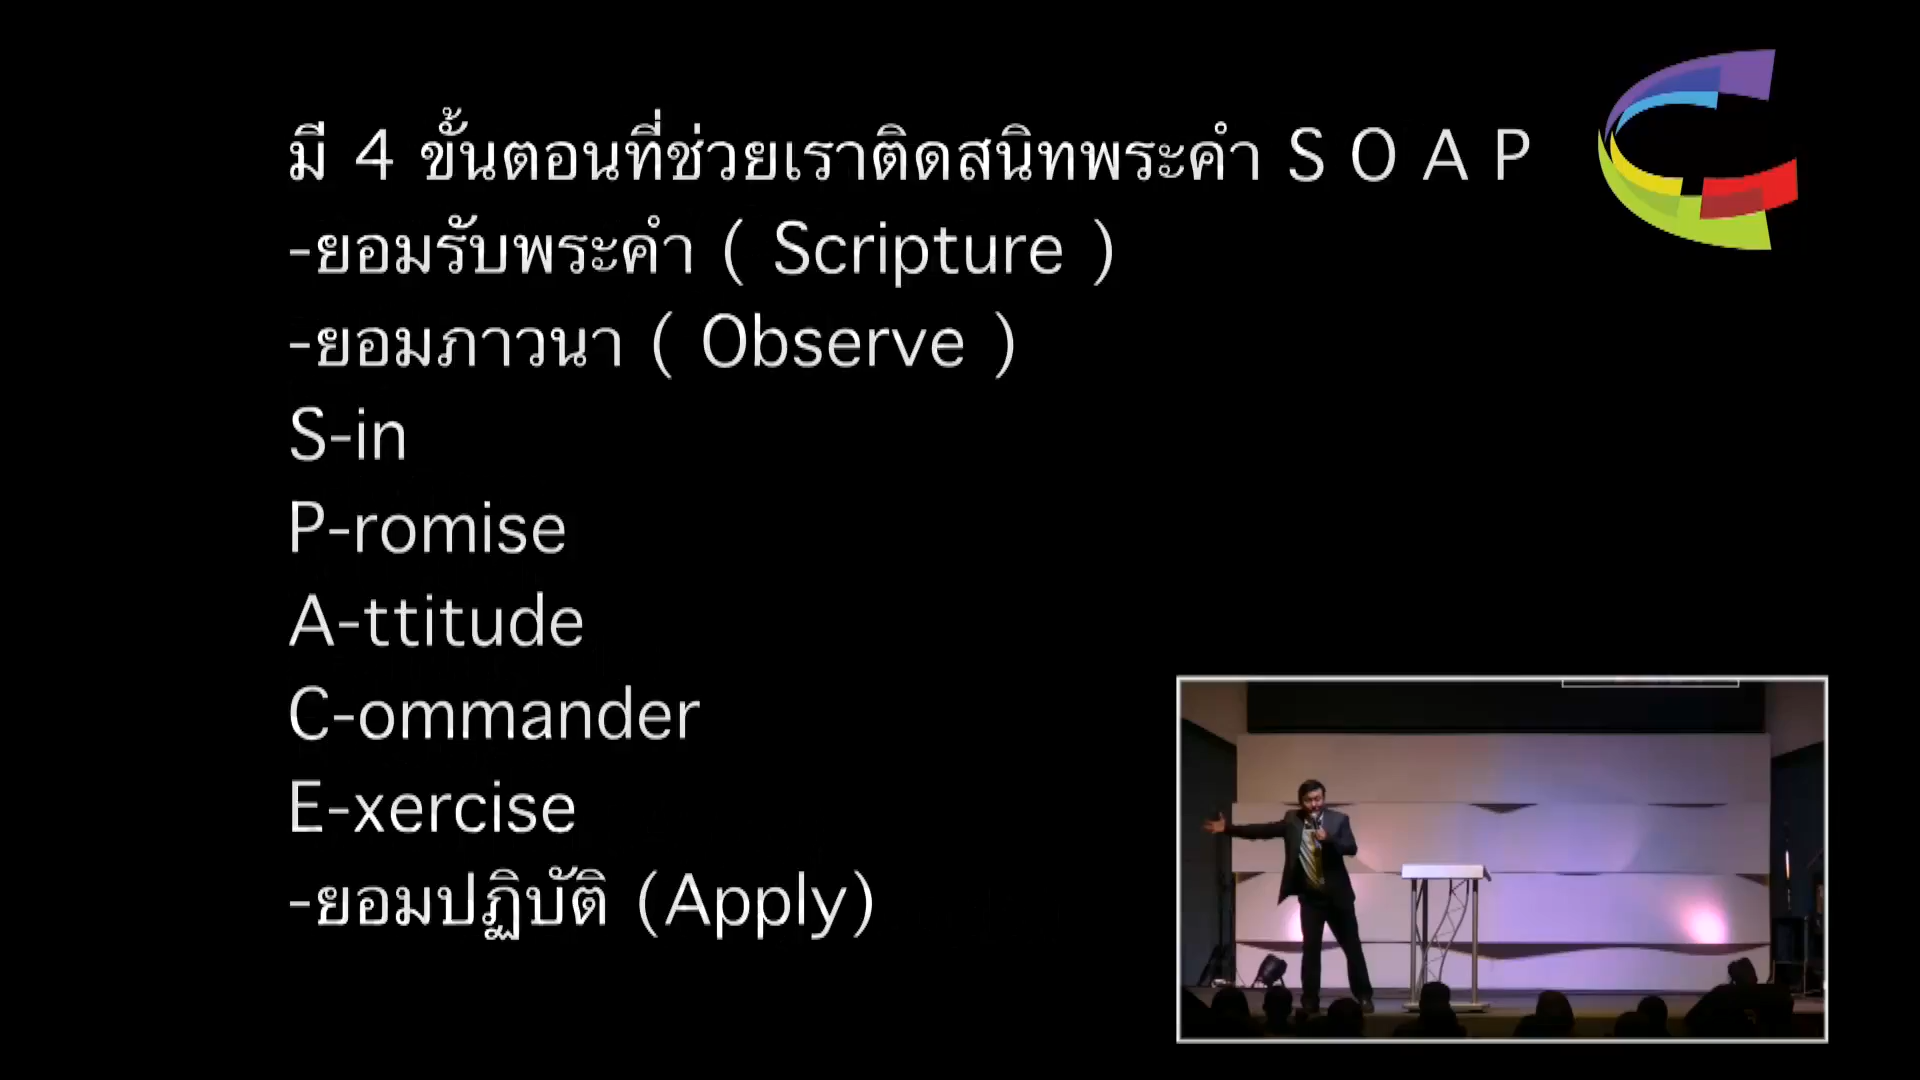 มี 4 ขั้นตอนที่ช่วยเราติดสนิทพระคำ S O A P
-ยอมรับพระคำ ( Scripture )
-ยอมภาวนา ( Observe )
S-in
P-romise
A-ttitude
C-ommander
E-xercise
-ยอมปฏิบัติ (Apply)